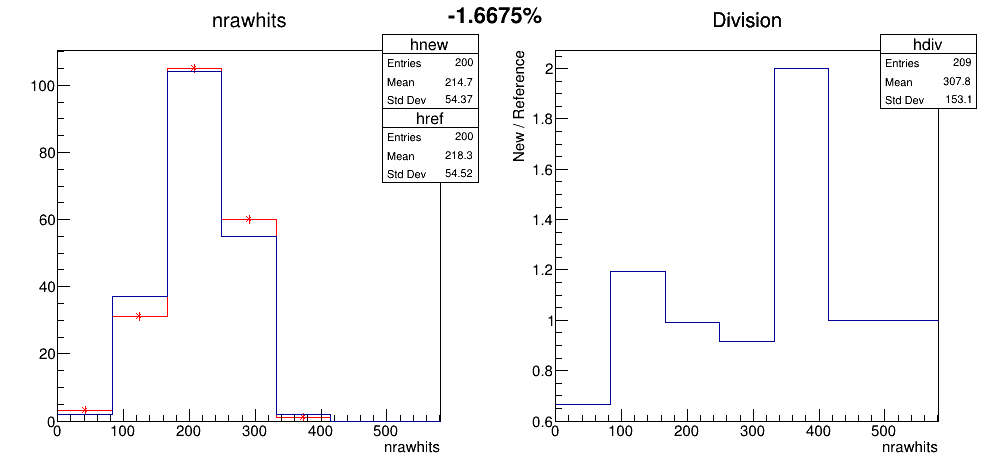 -1.6675%
nrawhits
hnew
Entries 200
Mean 214.7
Std Dev 54.37
href
Entries 200
Mean 218.3
Std Dev 54.52
100
80
60
40
20
0
0 100 200 300 400 500
nrawhits
Division
hdiv
Entries 209
Mean 307.8
Std Dev 153.1
New / Reference
2
1.8
1.6
1.4
1.2
1
0.8
0.6
0 100 200 300 400 500
nrawhits